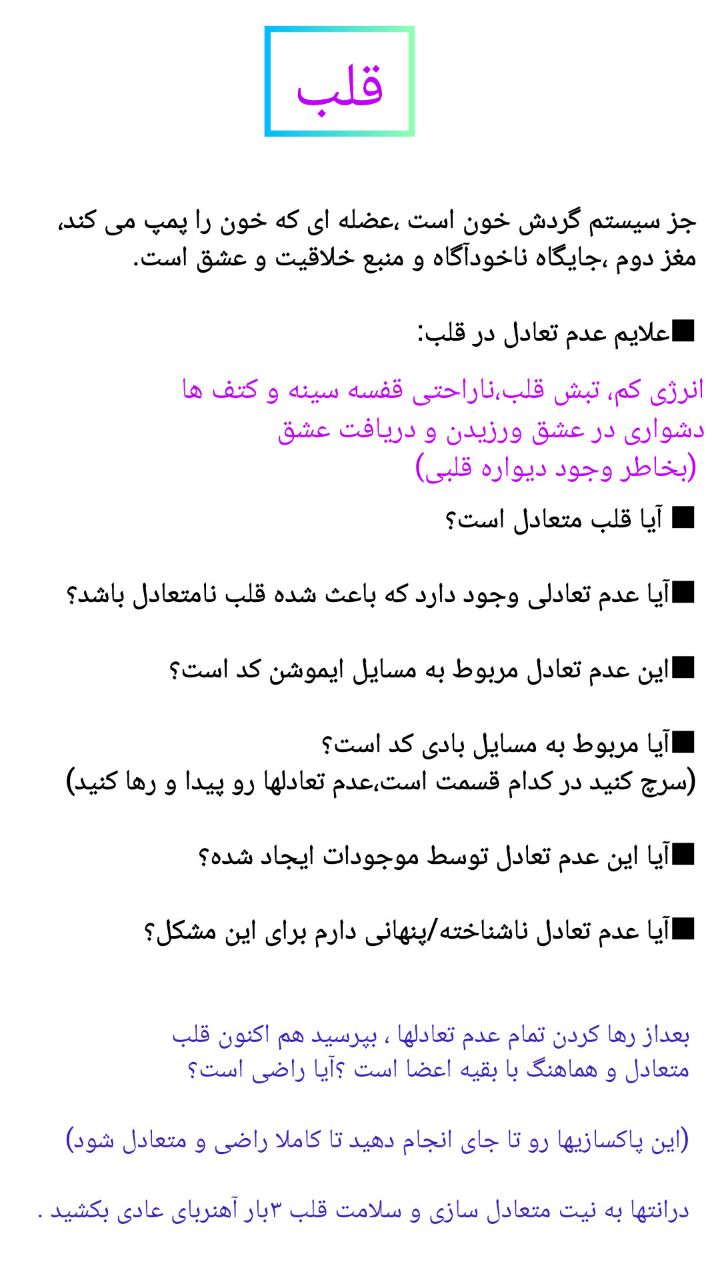 قلب
جز سیستم گردش خون است ،عضله ای که خون را پمپ می کند،
مغز دوم ،جایگاه ناخودآگاه و منبع خلاقیت و عشق است.
■علایم عدم تعادل در قلب:
انرژی کم، تبش قلب،ناراحتی قفسه سینه و کتف ها
دشواری در عشق ورزیدن و دریافت عشق
(بخاطر وجود دیواره قلبی)
■ آیا قلب متعادل است؟
■آیا عدم تعادلی وجود دارد که باعث شده قلب نامتعادل باشد؟
■این عدم تعادل مربوط به مسایل ایموشن کد است؟
■آیا مربوط به مسایل بادی کد است؟
(سرچ کنید در کدام قسمت است،عدم تعادلها رو پیدا و رها کنید)
■آیا این عدم تعادل توسط موجودات ایجاد شده؟
■آیا عدم تعادل ناشناخته/پنهانی دارم برای این مشکل؟
بعداز رها کردن تمام عدم تعادلها ، بپرسید هم اکنون قلب
متعادل و هماهنگ با بقیه اعضا است ؟آیا راضی است؟
(این پاکسازیها رو تا جای انجام دهید تا کاملا راضی و متعادل شود)
درانتها به نیت متعادل سازی و سلامت قلب ۳بار آهنربای عادی بکشید .